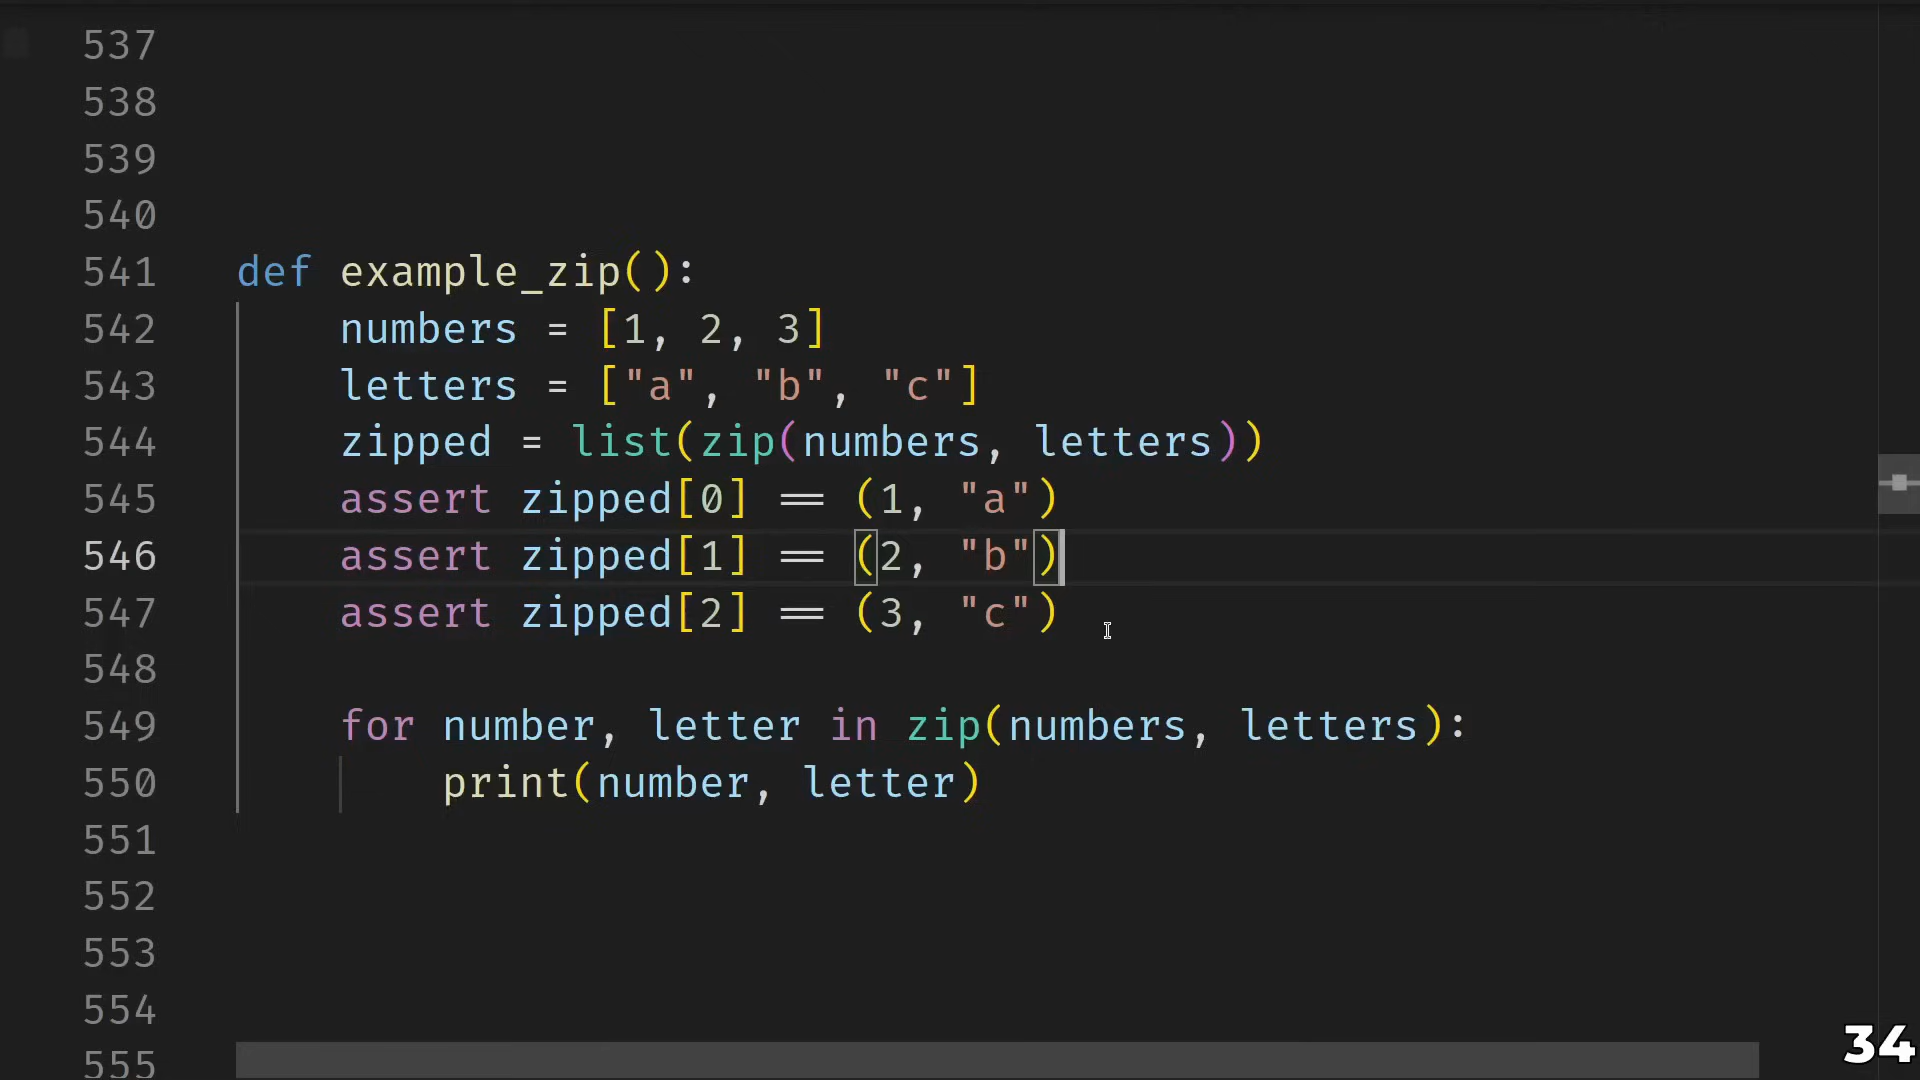 537
538
539
540
541 def example_zip():
542     numbers = [1, 2, 3]
543     letters = ["a", "b", "c"]
544     zipped = list(zip(numbers, letters))
545     assert zipped[0] == (1, "a")
546     assert zipped[1] == (2, "b")
547     assert zipped[2] == (3, "c")
548
549     for number, letter in zip(numbers, letters):
550         print(number, letter)
551
552
553
554
555
34